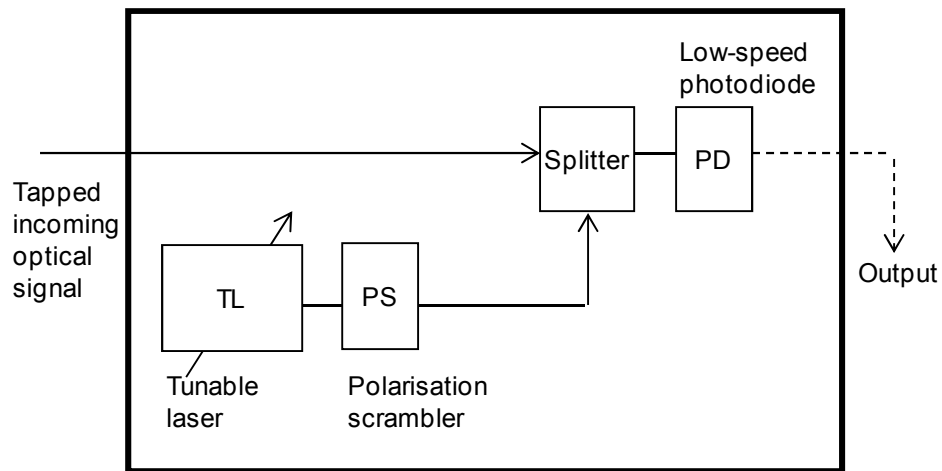 Low-speed
photodiode
Splitter
PD
Tapped
incoming
optical
signal
TL
PS
Output
Tunable
laser
Polarisation
scrambler